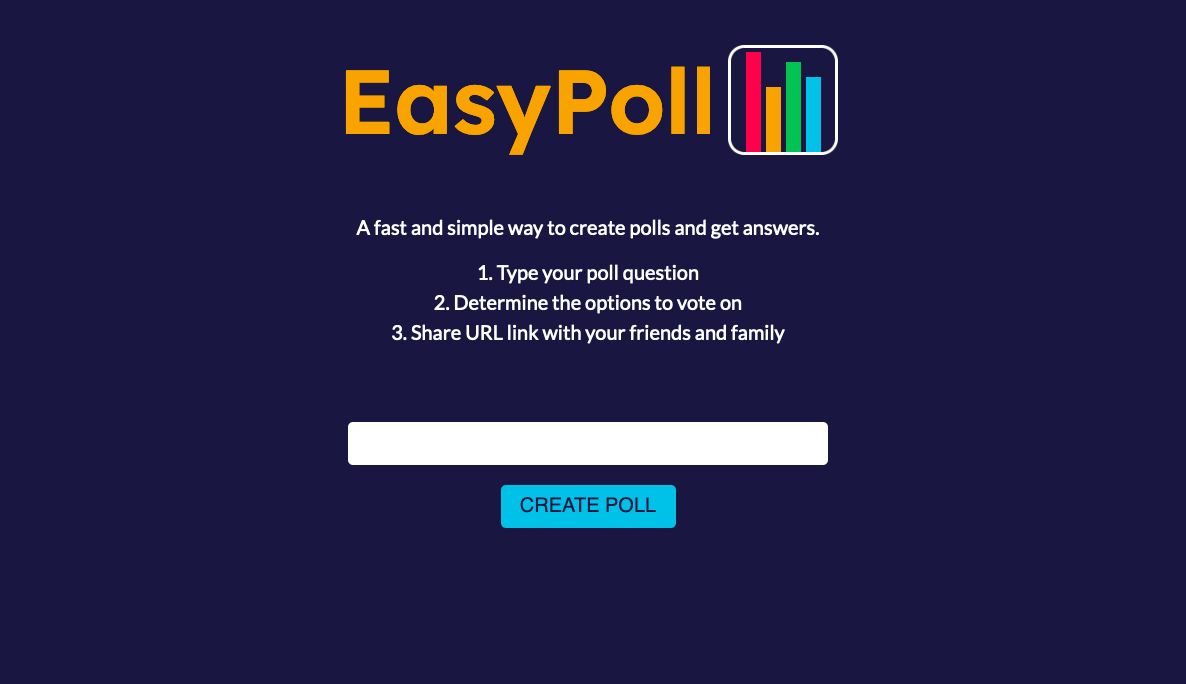 EasyPoll
A fast and simple way to create polls and get answers.
1. Type your poll question
2. Determine the options to vote on
3. Share URL link with your friends and family
CREATE POLL